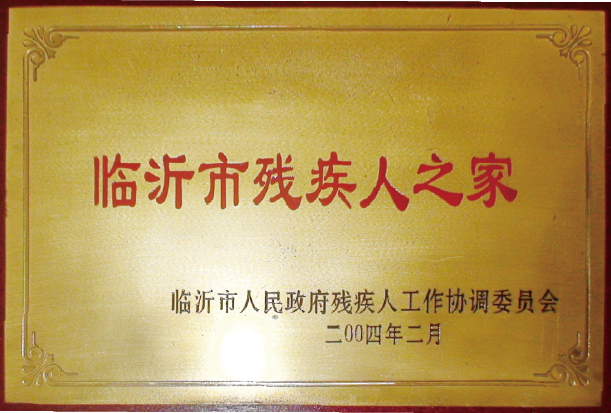 临沂市残疾人之家
临沂市人民政府残疾人工作协调委员会
二00四年二月